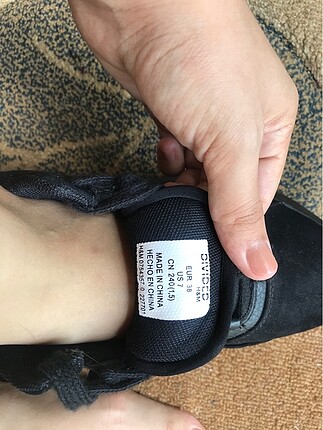 DIVIDED
H&M
EUR 38
US 7
CN 240(1,5)
MADE IN CHINA
HECHO EN CHINA